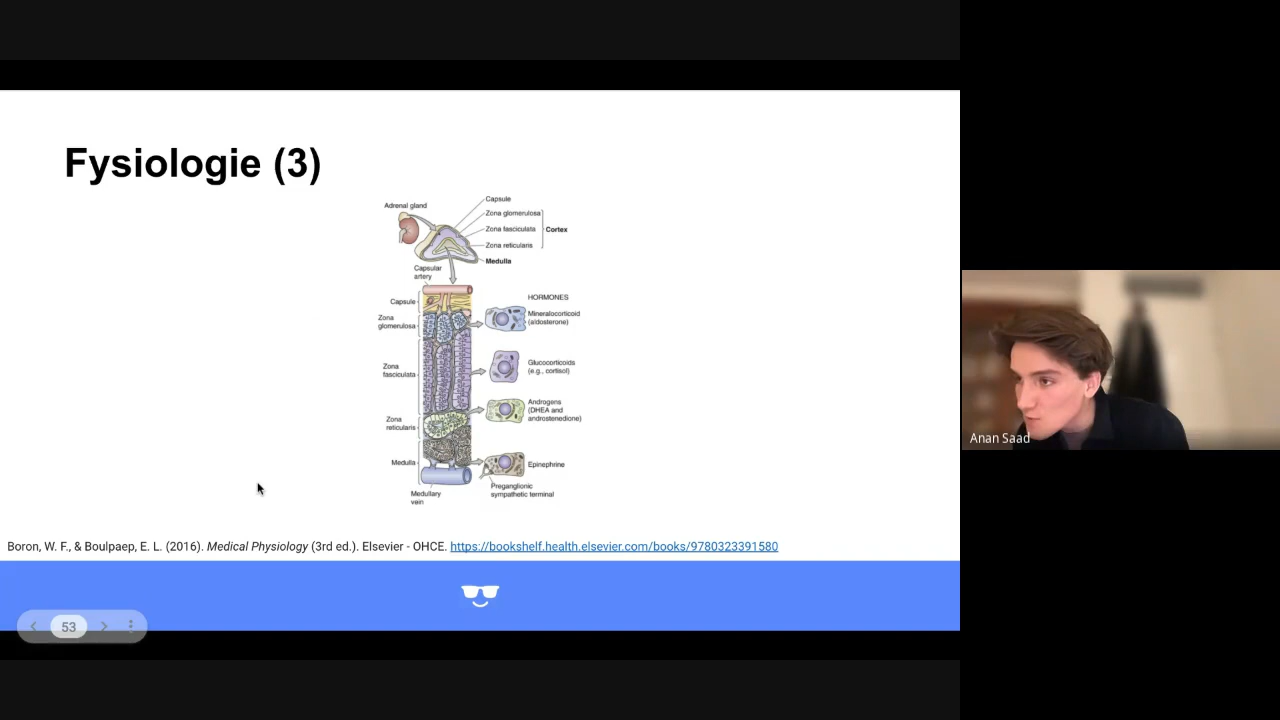 Fysiologie (3)
Adrenal gland
Capsule
Zona glomerulosa
Zona fasciculata
Cortex
Zona reticularis
Medulla
Capsular
artery
Capsule
HORMONES
Zona
glomerulosa
Mineralocorticoid
(aldosterone)
Zona
fasciculata
Glucocorticoids
(e.g., cortisol)
Androgens
(DHEA and
androstenedione)
Zona
reticularis
Medulla
Epinephrine
Preganglionic
sympathetic terminal
Medullary
vein
Boron, W. F., & Boulpaep, E. L. (2016). Medical Physiology (3rd ed.). Elsevier - OHCE. https://bookshelf.health.elsevier.com/books/9780323391580
53
Anan Saad